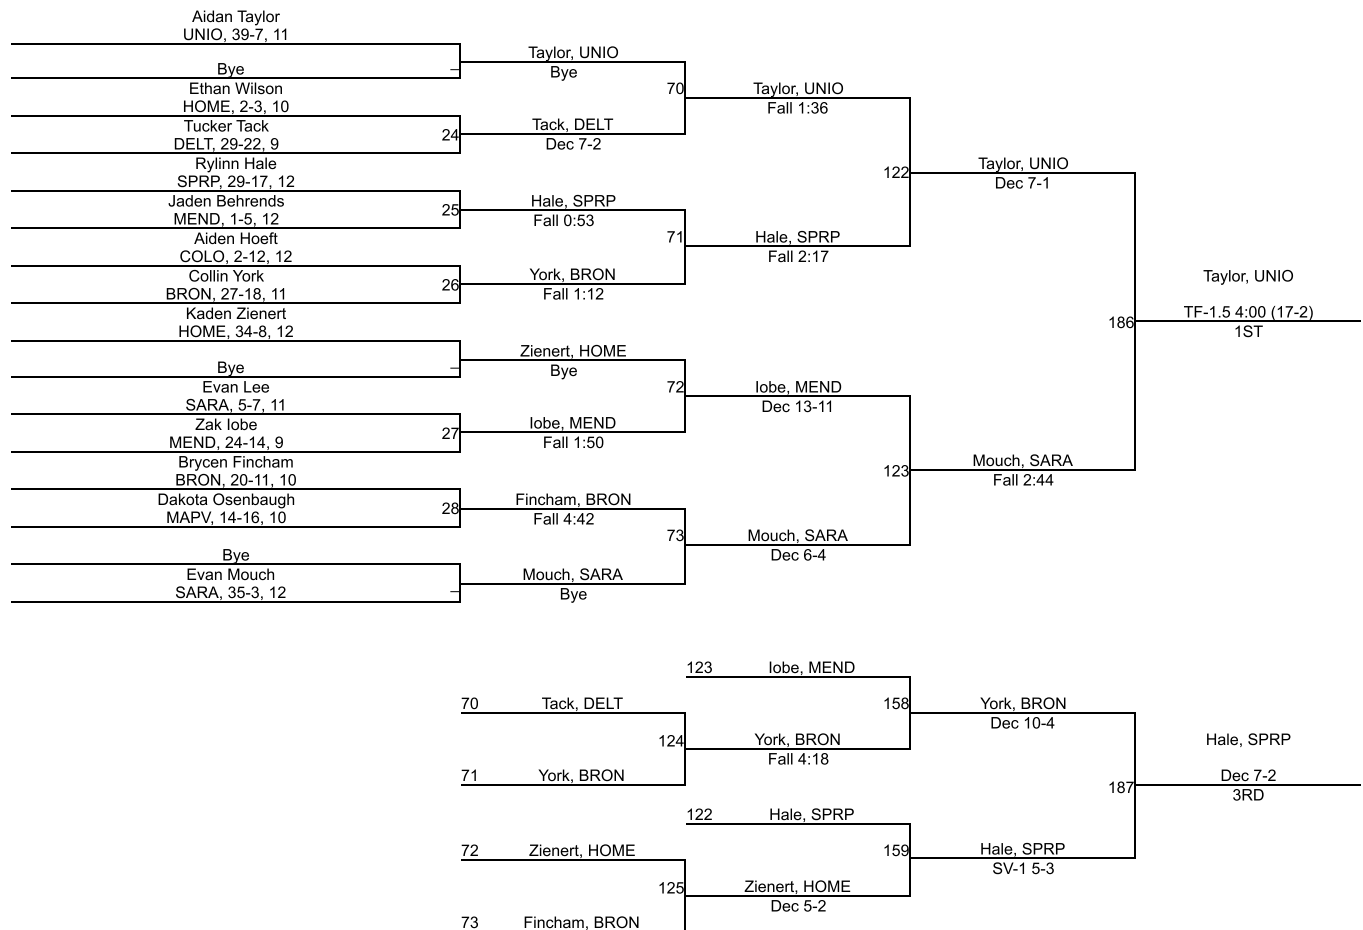 Aidan Taylor
UNIO, 39-7, 11
Bye
Ethan Wilson
HOME, 2-3, 10
Tucker Tack
DELT, 29-22, 9
Rylinn Hale
SPRP, 29-17, 12
Jaden Behrends
MEND, 1-5, 12
Aiden Hoeft
COLO, 2-12, 12
Collin York
BRON, 27-18, 11
Kaden Zienert
HOME, 34-8, 12
Bye
Evan Lee
SARA, 5-7, 11
Zak Iobe
MEND, 24-14, 9
Brycen Fincham
BRON, 20-11, 10
Dakota Osenbaugh
MAPV, 14-16, 10
Bye
Evan Mouch
SARA, 35-3, 12
–
24
25
26
–
27
28
–
Taylor, UNIO
Bye
Tack, DELT
Dec 7-2
Hale, SPRP
Fall 0:53
York, BRON
Fall 1:12
Zienert, HOME
Bye
Iobe, MEND
Fall 1:50
Fincham, BRON
Fall 4:42
Mouch, SARA
Bye
70
71
72
73
Taylor, UNIO
Fall 1:36
Hale, SPRP
Fall 2:17
Iobe, MEND
Dec 13-11
Mouch, SARA
Dec 6-4
122
123
Taylor, UNIO
Dec 7-1
Mouch, SARA
Fall 2:44
186
Taylor, UNIO
TF-1.5 4:00 (17-2)
1ST
70
Tack, DELT
71
York, BRON
72
Zienert, HOME
73
Fincham, BRON
124
125
123
Iobe, MEND
York, BRON
Fall 4:18
122
Hale, SPRP
Zienert, HOME
Dec 5-2
158
159
York, BRON
Dec 10-4
Hale, SPRP
SV-1 5-3
187
Hale, SPRP
Dec 7-2
3RD